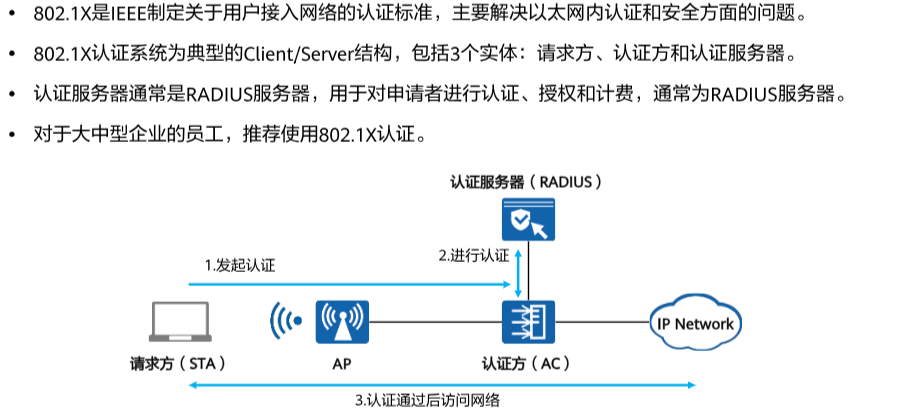 • 802.1X是IEEE制定关于用户接入网络的认证标准，主要解决以太网内认证和安全方面的问题。
• 802.1X认证系统为典型的Client/Server结构，包括3个实体：请求方、认证方和认证服务器。
• 认证服务器通常是RADIUS服务器，用于对申请者进行认证、授权和计费，通常为RADIUS服务器。
• 对于大中型企业的员工，推荐使用802.1X认证。
认证服务器（RADIUS）
2.进行认证
1.发起认证
IP Network
请求方（STA）
AP
认证方（AC）
3.认证通过后访问网络